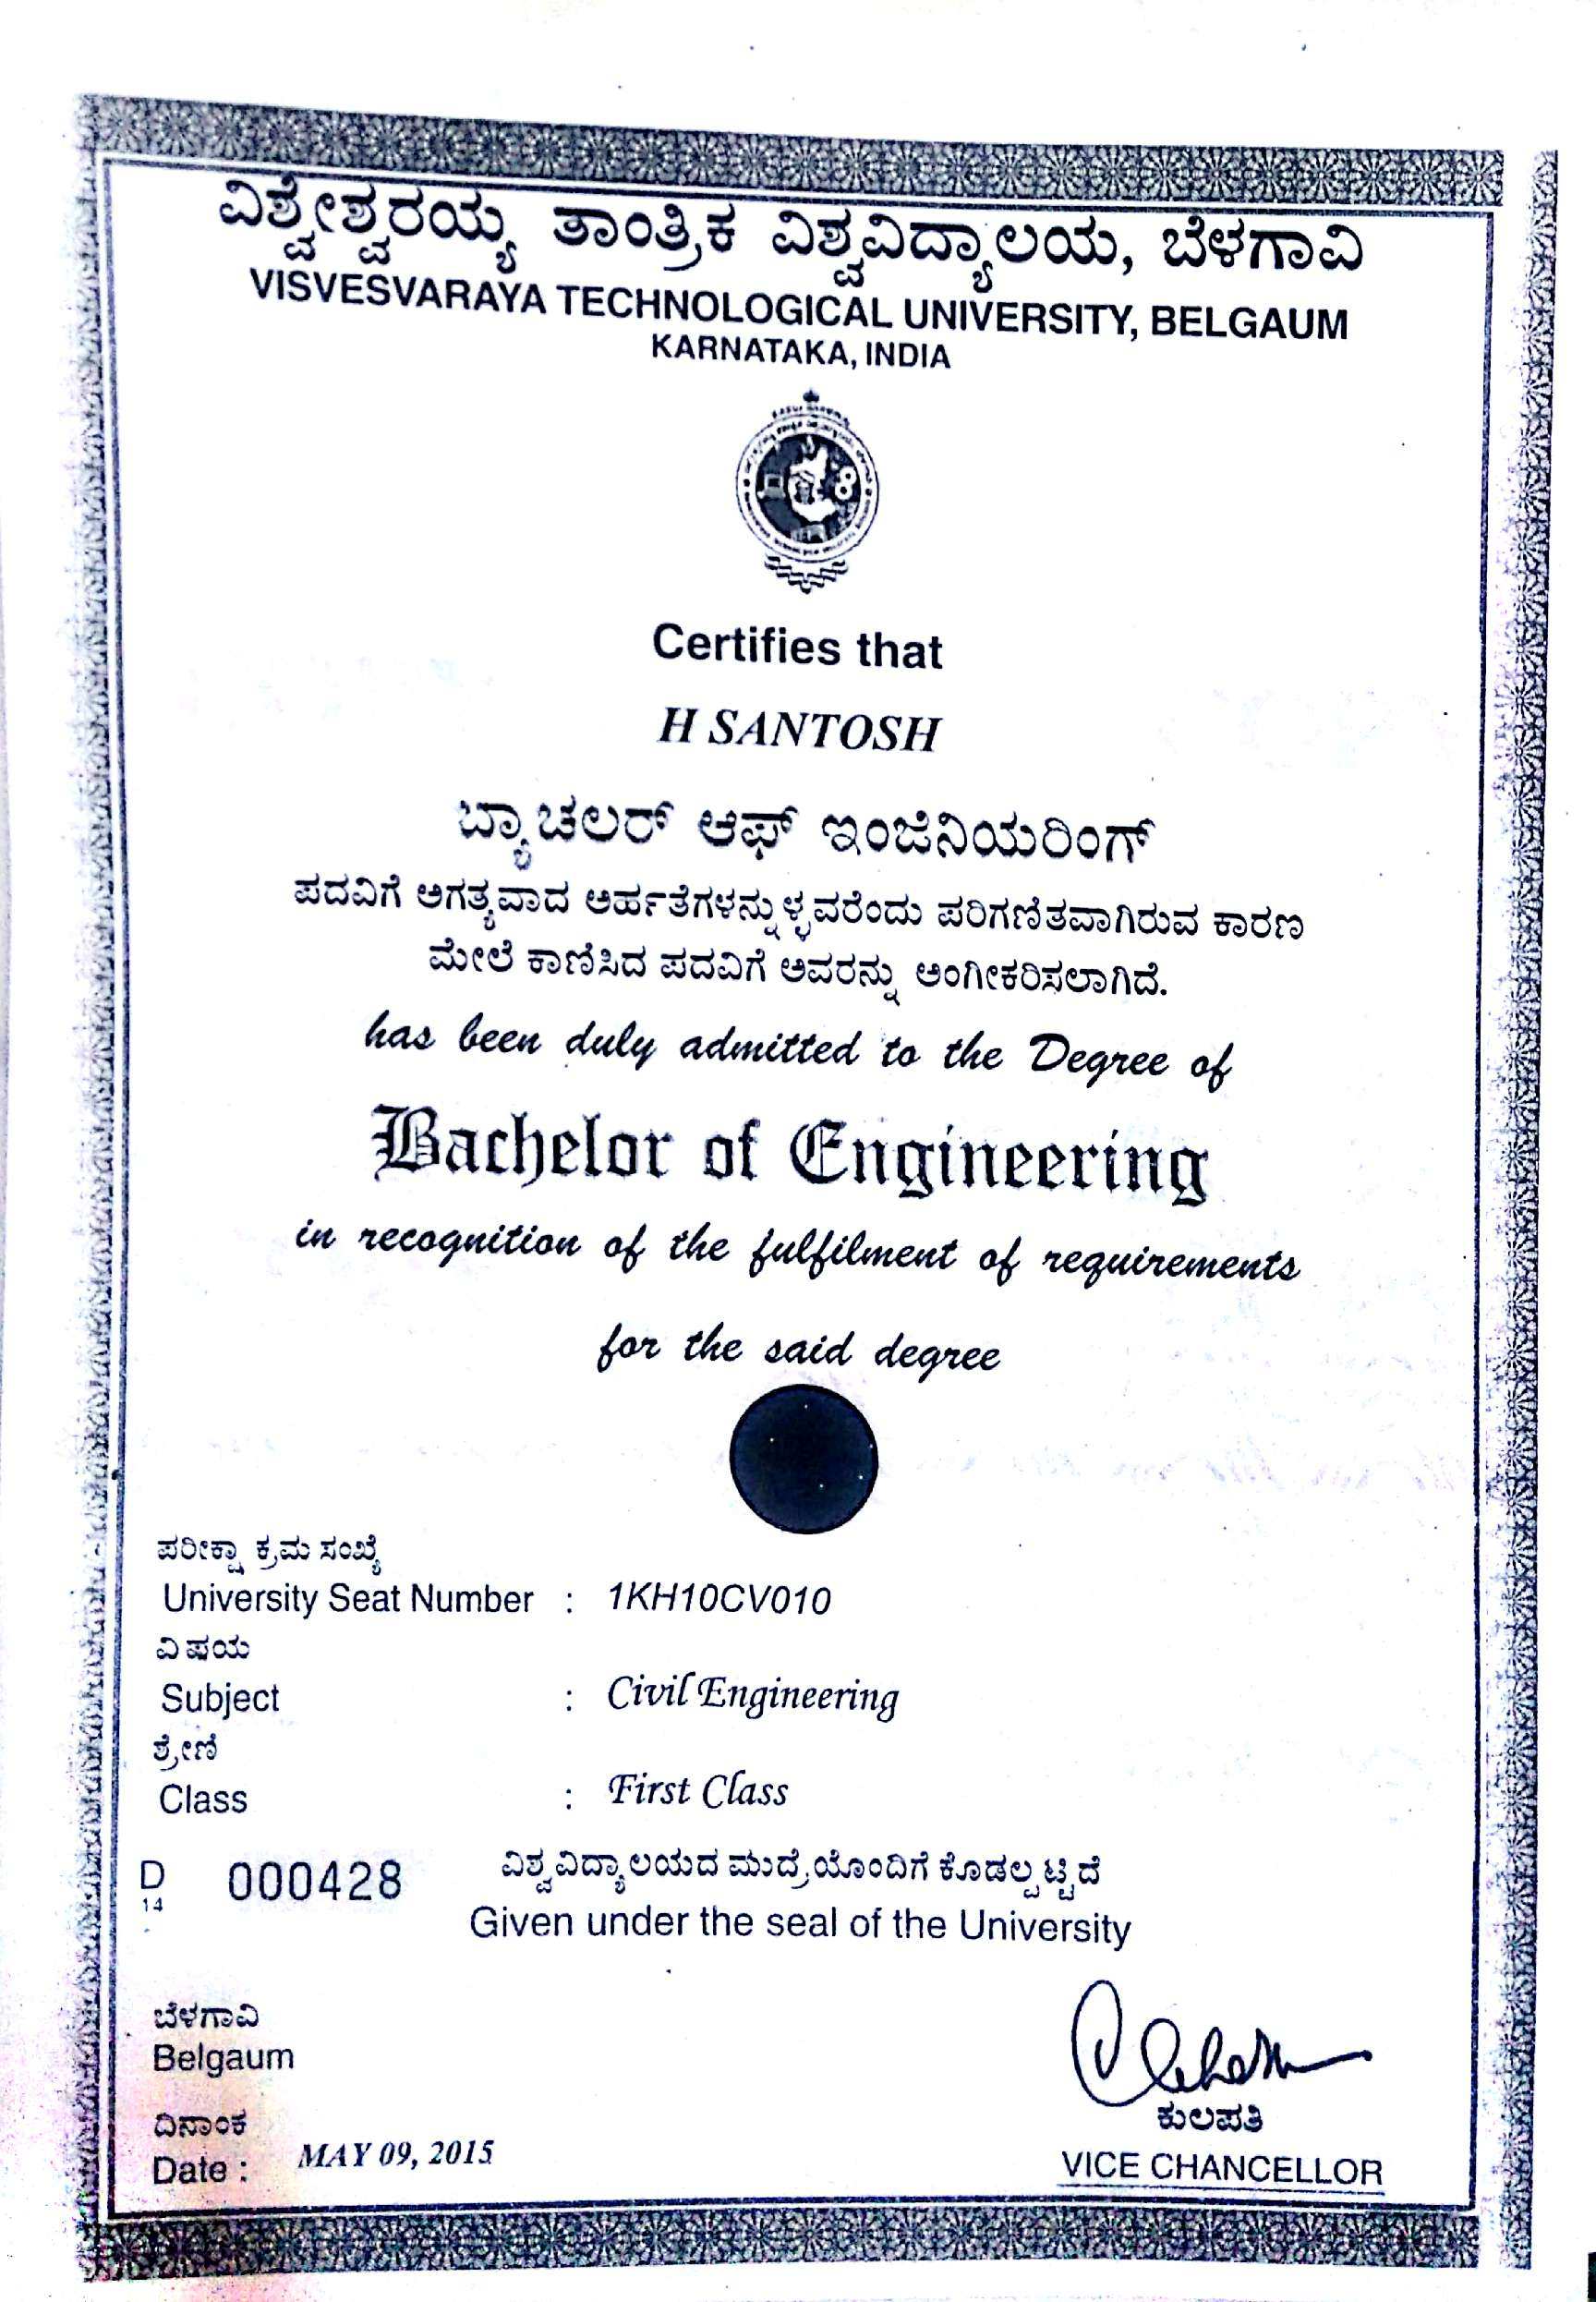 ವಿಶ್ವೇಶ್ವರಯ್ಯ ತಾಂತ್ರಿಕ ವಿಶ್ವವಿದ್ಯಾಲಯ, ಬೆಳಗಾವಿ
VISVESVARAYA TECHNOLOGICAL UNIVERSITY, BELGAUM
KARNATAKA, INDIA
Certifies that
H SANTOSH
ಬ್ಯಾಚಲರ್ ಆಫ್ ಇಂಜಿನಿಯರಿಂಗ್
ಪದವಿಗೆ ಅಗತ್ಯವಾದ ಅರ್ಹತೆಗಳನ್ನುಳ್ಳವರೆಂದು ಪರಿಗಣಿತವಾಗಿರುವ ಕಾರಣ
ಮೇಲೆ ಕಾಣಿಸಿದ ಪದವಿಗೆ ಅವರನ್ನು ಅಂಗೀಕರಿಸಲಾಗಿದೆ.
has been duly admitted to the Degree of
Bachelor of Engineering
in recognition of the fulfilment of requirements
for the said degree
ಪರೀಕ್ಷಾ ಕ್ರಮ ಸಂಖ್ಯೆ
University Seat Number : 1KH10CV010
ವಿಷಯ
Subject : Civil Engineering
ಶ್ರೇಣಿ
Class : First Class
D 14 000428
ವಿಶ್ವವಿದ್ಯಾಲಯದ ಮುದ್ರೆಯೊಂದಿಗೆ ಕೊಡಲ್ಪಟ್ಟಿದೆ
Given under the seal of the University
ಬೆಳಗಾವಿ
Belgaum
ದಿನಾಂಕ
Date : MAY 09, 2015
ಕುಲಪತಿ
VICE CHANCELLOR